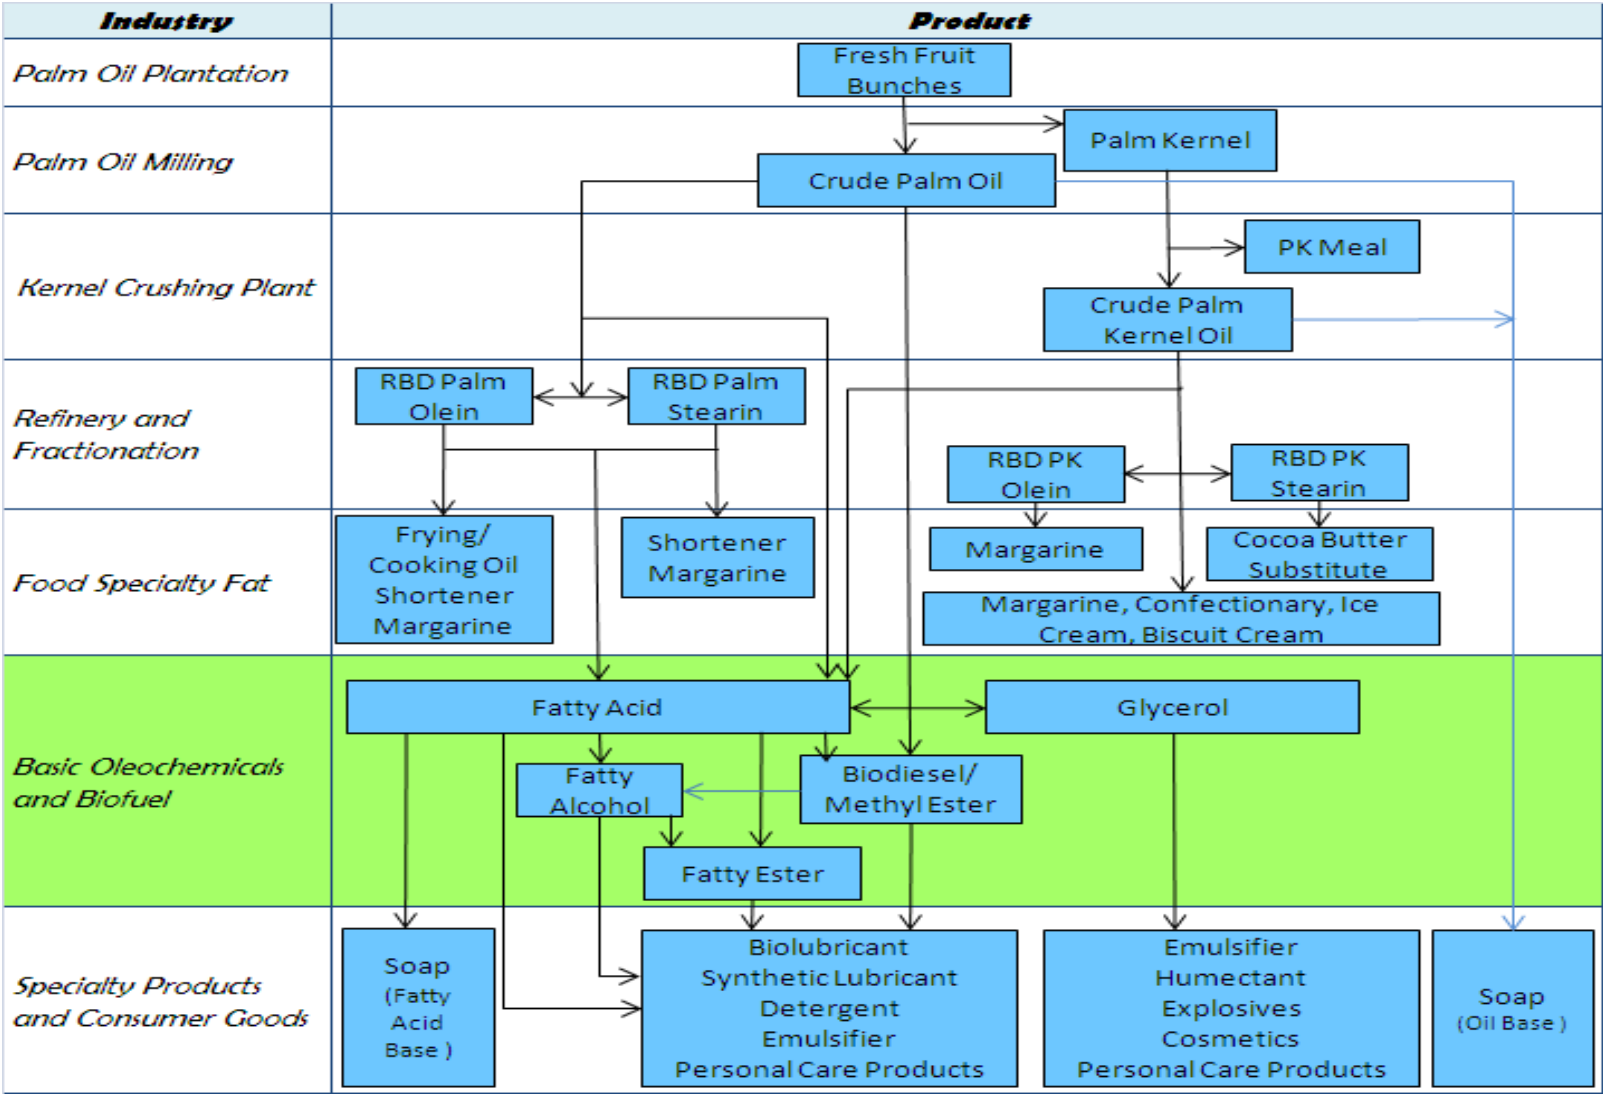 Industry
Product
Palm Oil Plantation
Fresh Fruit
Bunches
Palm Oil Milling
Palm Kernel
Crude Palm Oil
Kernel Crushing Plant
PK Meal
Crude Palm
Kernel Oil
Refinery and
Fractionation
RBD Palm
Olein
RBD Palm
Stearin
RBD PK
Olein
RBD PK
Stearin
Food Specialty Fat
Frying/
Cooking Oil
Shortener
Margarine
Shortener
Margarine
Margarine
Cocoa Butter
Substitute
Margarine, Confectionary, Ice
Cream, Biscuit Cream
Basic Oleochemicals
and Biofuel
Fatty Acid
Glycerol
Fatty
Alcohol
Biodiesel/
Methyl Ester
Fatty Ester
Specialty Products
and Consumer Goods
Soap
(Fatty
Acid
Base )
Biolubricant
Synthetic Lubricant
Detergent
Emulsifier
Personal Care Products
Emulsifier
Humectant
Explosives
Cosmetics
Personal Care Products
Soap
(Oil Base )